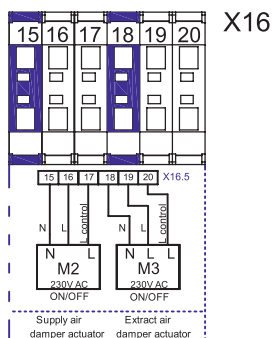 X16
15 16 17 18 19 20
15 16 17 18 19 20 X16.5
N L L control N L L control
N L N L L
M2 M3
230V AC 230V AC
ON/OFF ON/OFF
Supply air Extract air
damper actuator damper actuator